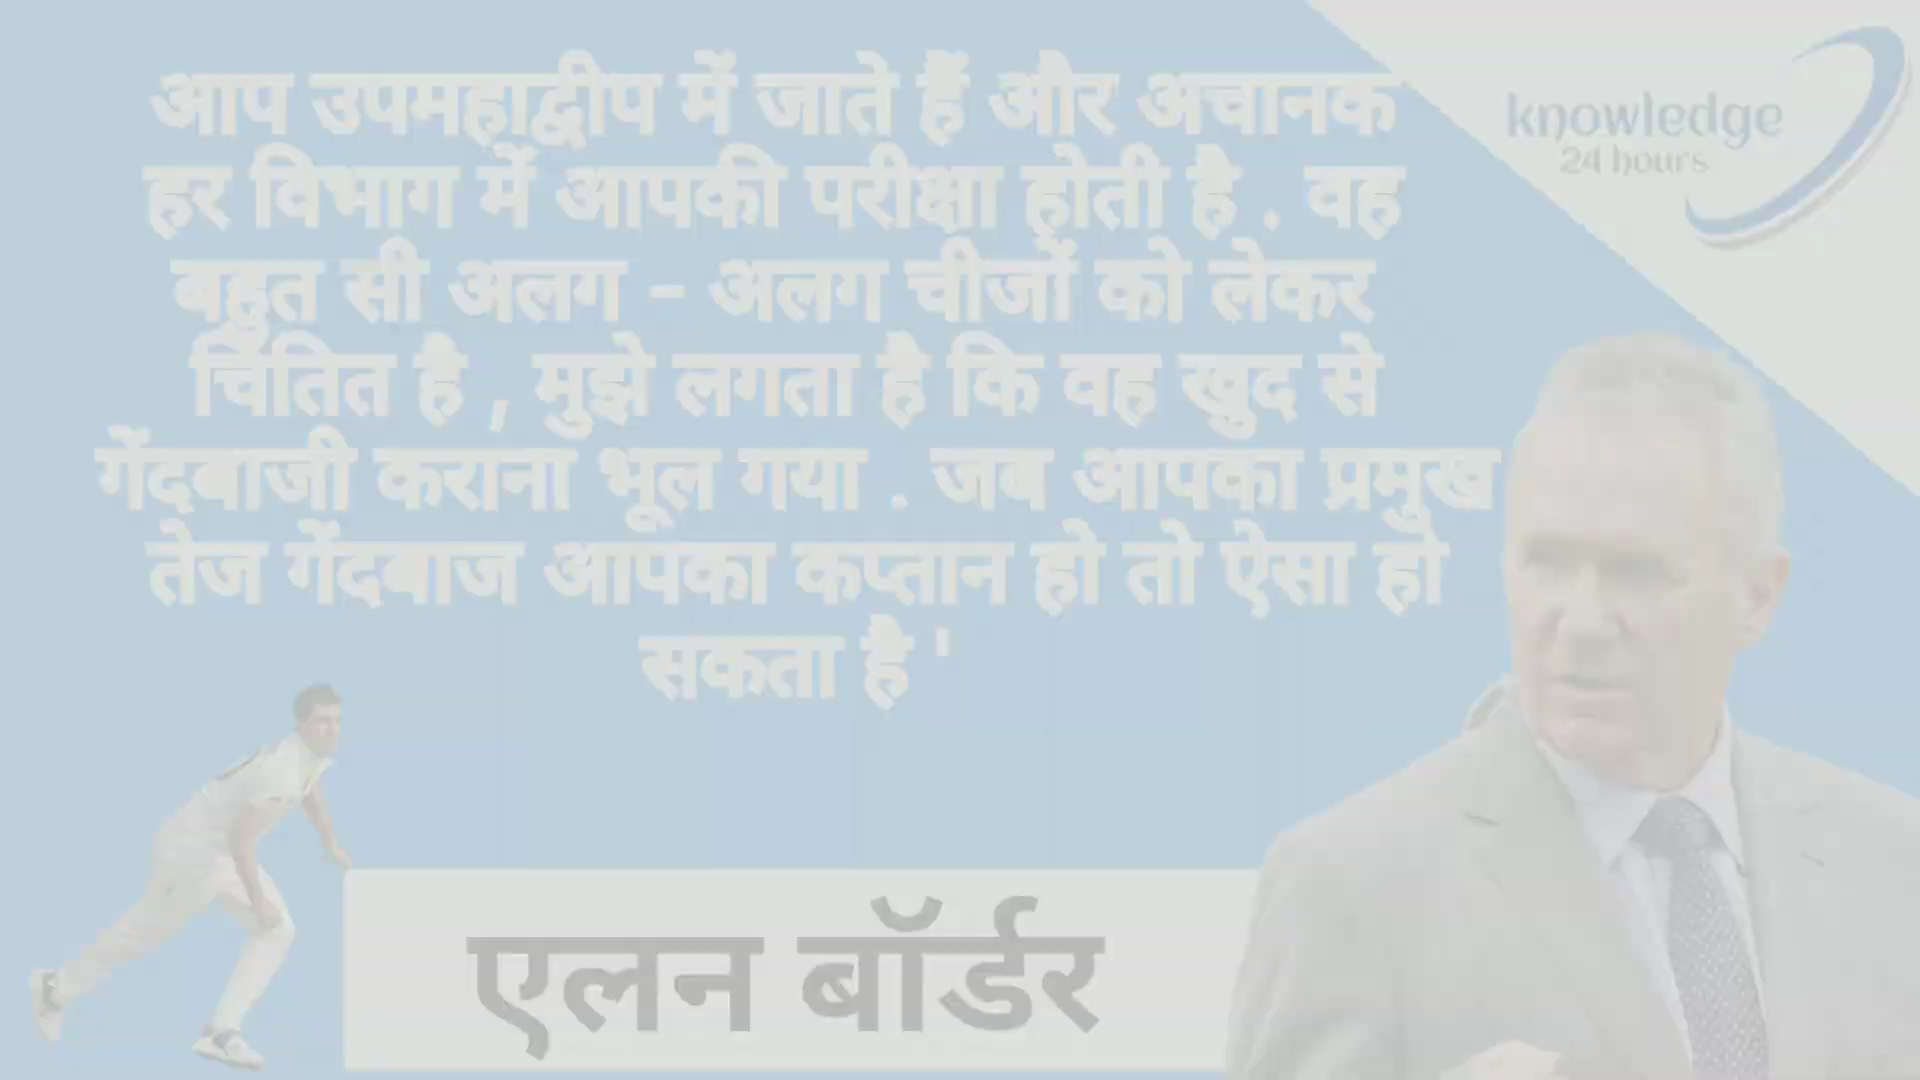 आप उपमहाद्वीप में जाते हैं और अचानक
हर विभाग में आपकी परीक्षा होती है . वह
बहुत सी अलग - अलग चीजों को लेकर
चिंतित है , मुझे लगता है कि वह खुद से
गेंदबाजी कराना भूल गया . जब आपका प्रमुख
तेज गेंदबाज आपका कप्तान हो तो ऐसा हो
सकता है '
knowledge
24 hours
एलन बॉर्डर